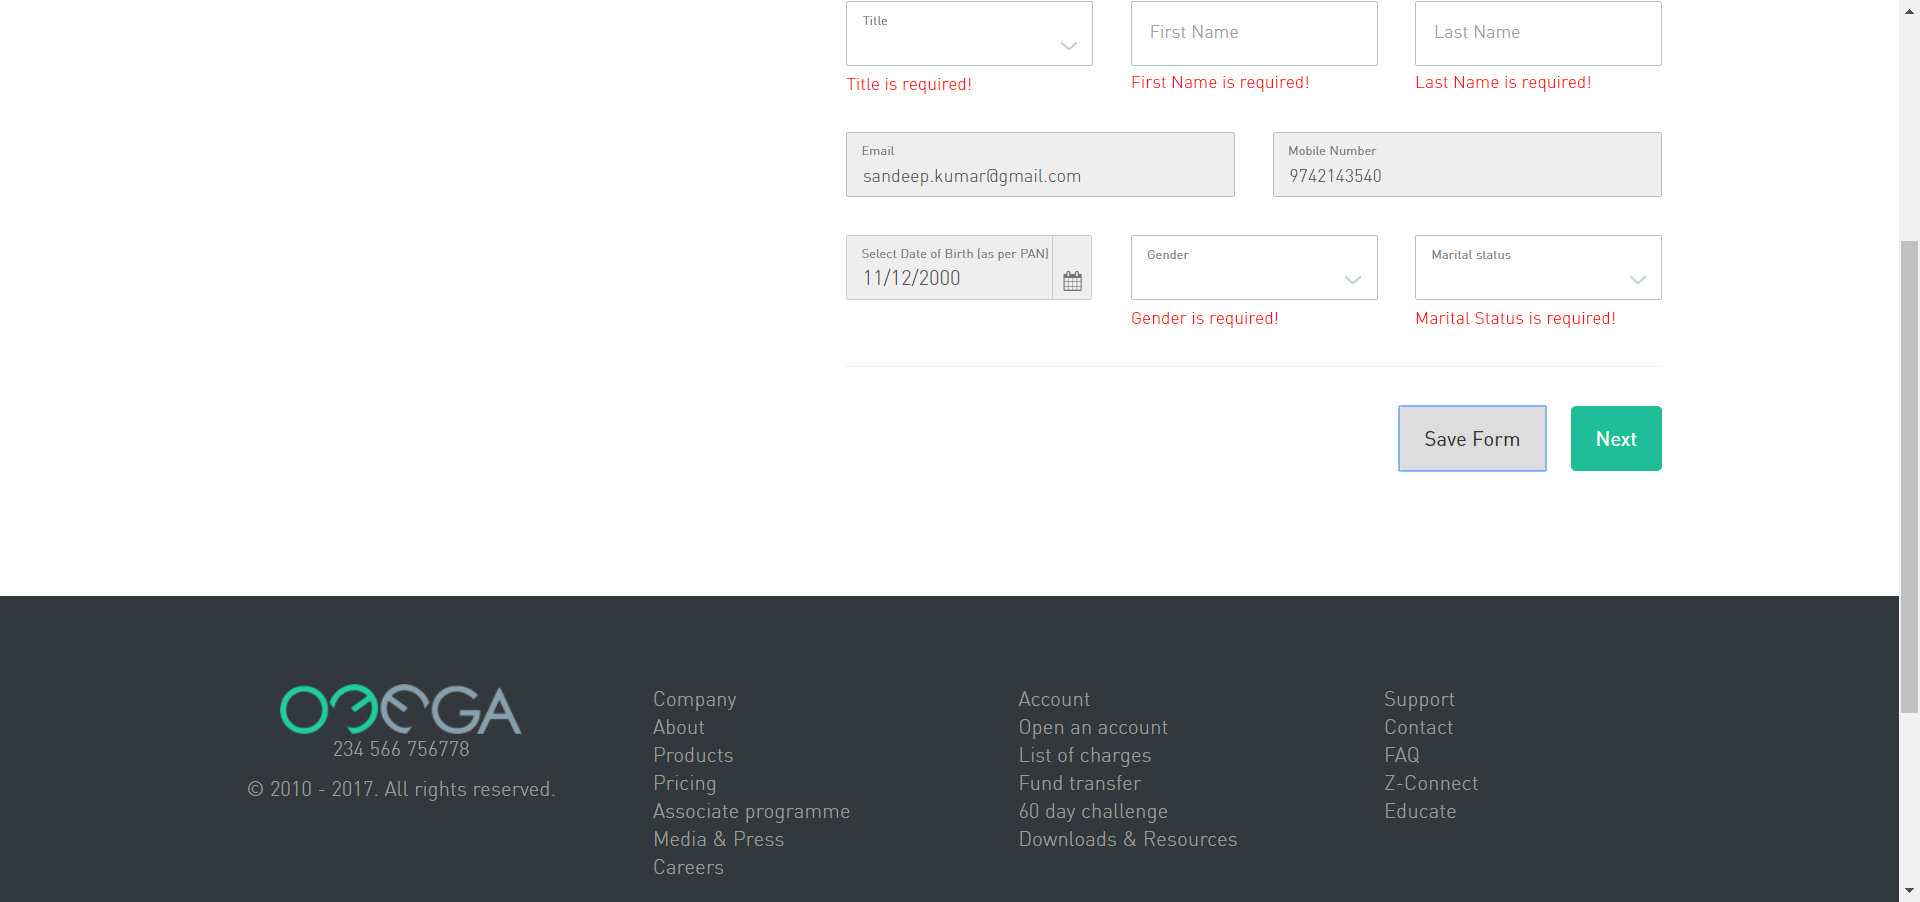 Title
First Name
Last Name
Title is required!
First Name is required!
Last Name is required!
Email
sandeep.kumar@gmail.com
Mobile Number
9742143540
Select Date of Birth (as per PAN)
11/12/2000
Gender
Marital status
Gender is required!
Marital Status is required!
Save Form
Next
OMEGA
234 566 756778
© 2010 - 2017. All rights reserved.
Company
About
Products
Pricing
Associate programme
Media & Press
Careers
Account
Open an account
List of charges
Fund transfer
60 day challenge
Downloads & Resources
Support
Contact
FAQ
Z-Connect
Educate